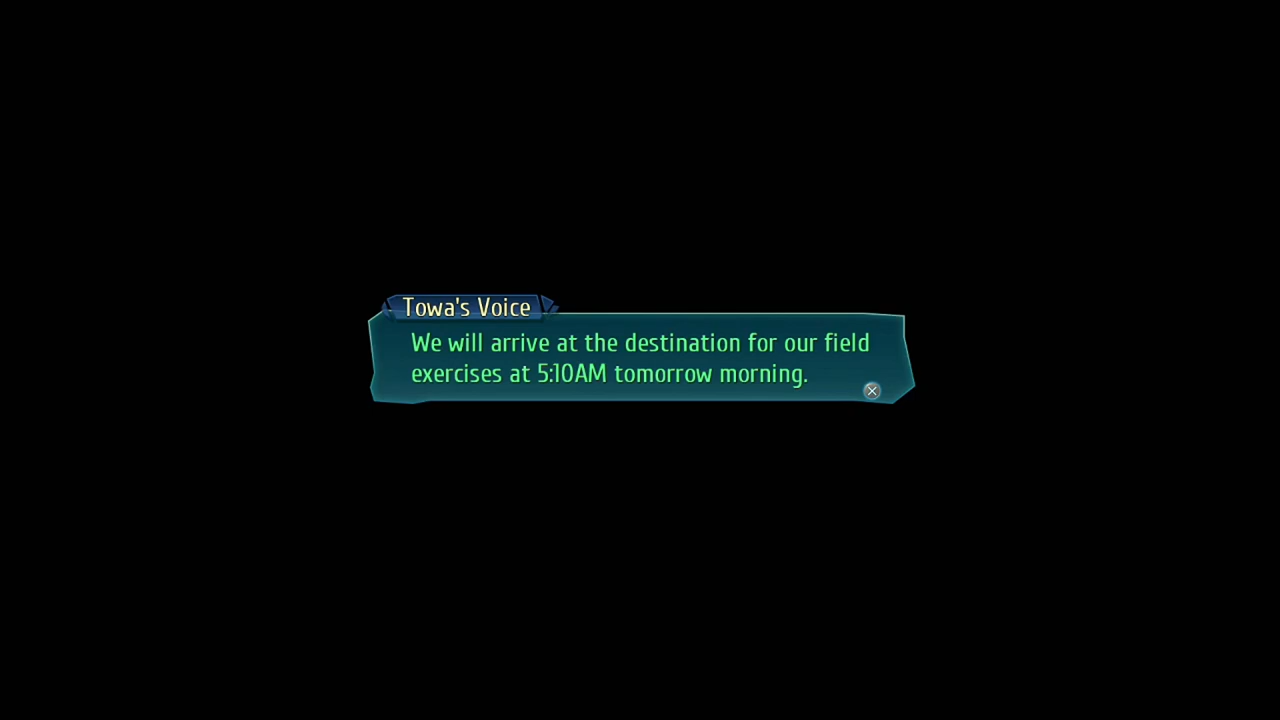 Towa's Voice
We will arrive at the destination for our field
exercises at 5:10AM tomorrow morning.